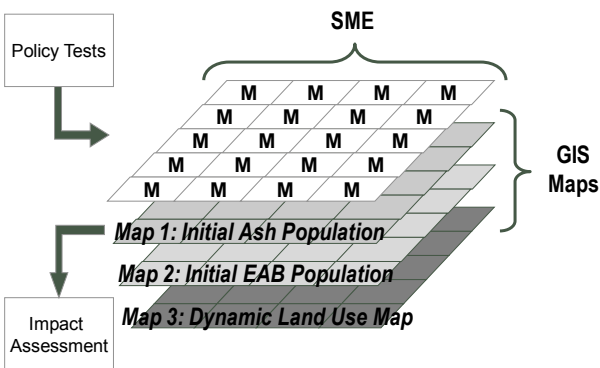 SME
Policy Tests
M M M M
M M M M
M M M M
M M M M
M M M M
GIS
Maps
Map 1: Initial Ash Population
Map 2: Initial EAB Population
Map 3: Dynamic Land Use Map
Impact
Assessment